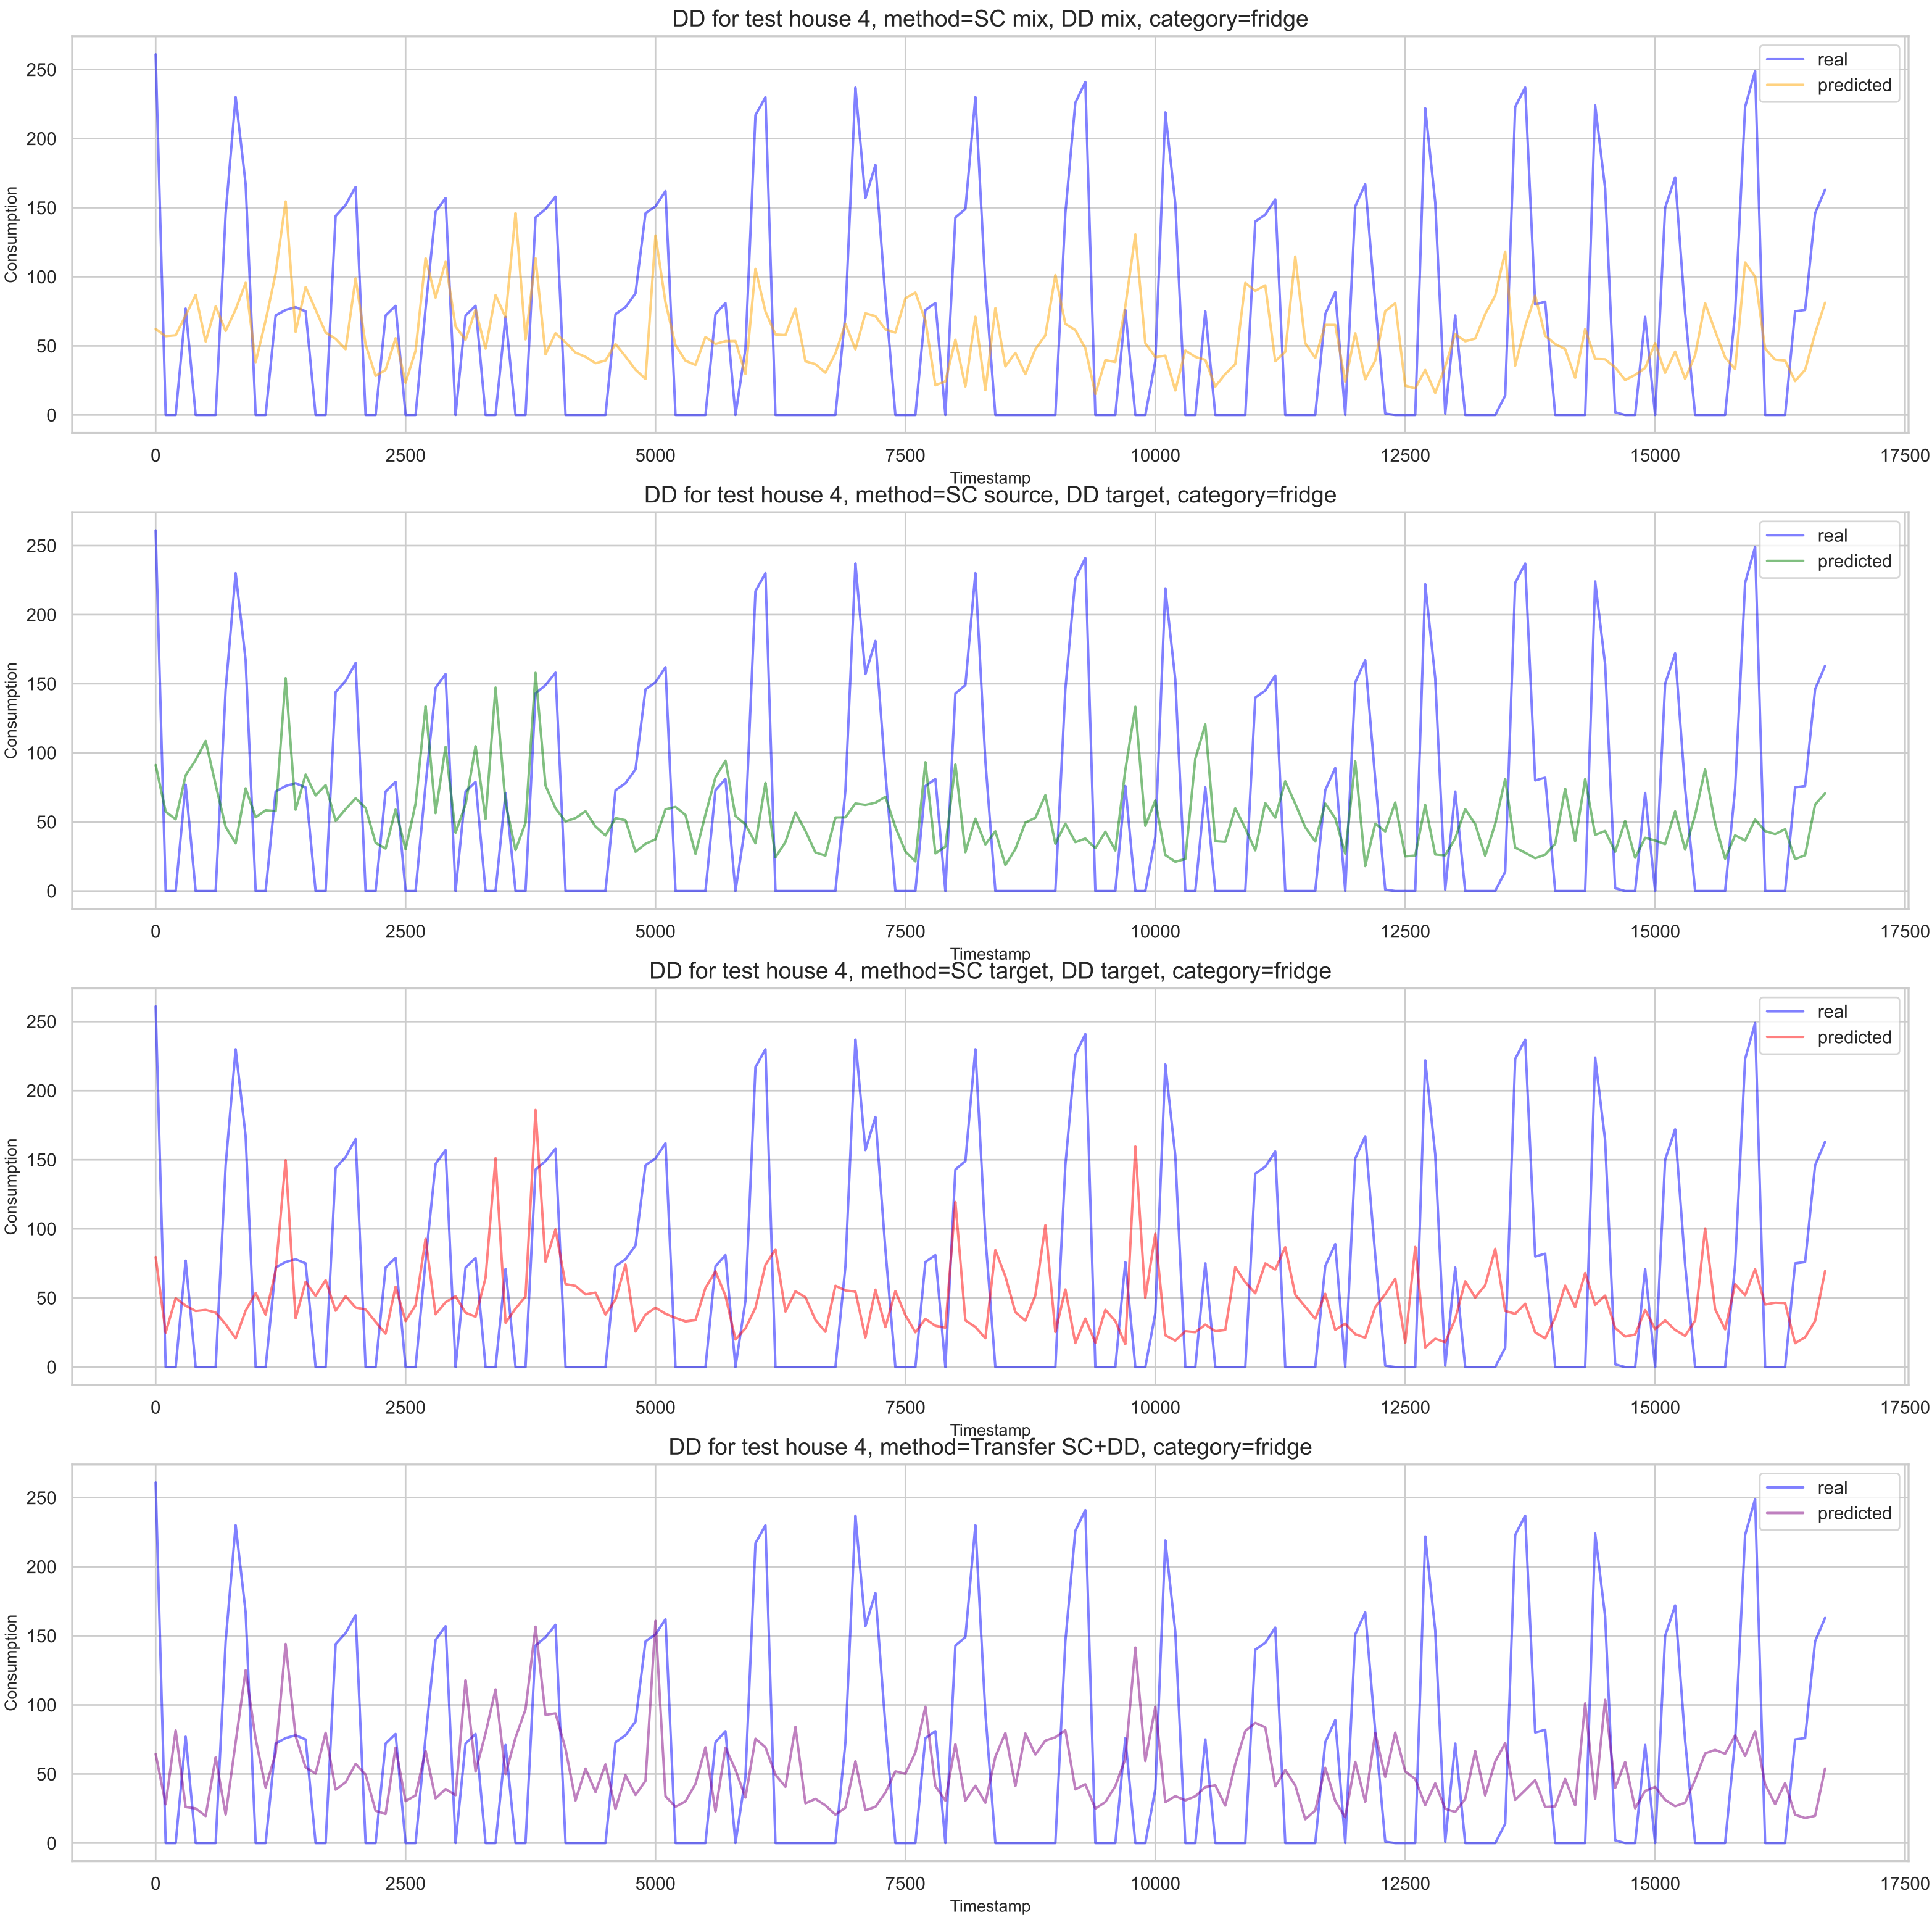 DD for test house 4, method=SC mix, DD mix, category=fridge
real
predicted
250
200
150
100
50
0
Consumption
0 2500 5000 7500 10000 12500 15000 17500
Timestamp
DD for test house 4, method=SC source, DD target, category=fridge
real
predicted
250
200
150
100
50
0
Consumption
0 2500 5000 7500 10000 12500 15000 17500
Timestamp
DD for test house 4, method=SC target, DD target, category=fridge
real
predicted
250
200
150
100
50
0
Consumption
0 2500 5000 7500 10000 12500 15000 17500
Timestamp
DD for test house 4, method=Transfer SC+DD, category=fridge
real
predicted
250
200
150
100
50
0
Consumption
0 2500 5000 7500 10000 12500 15000 17500
Timestamp